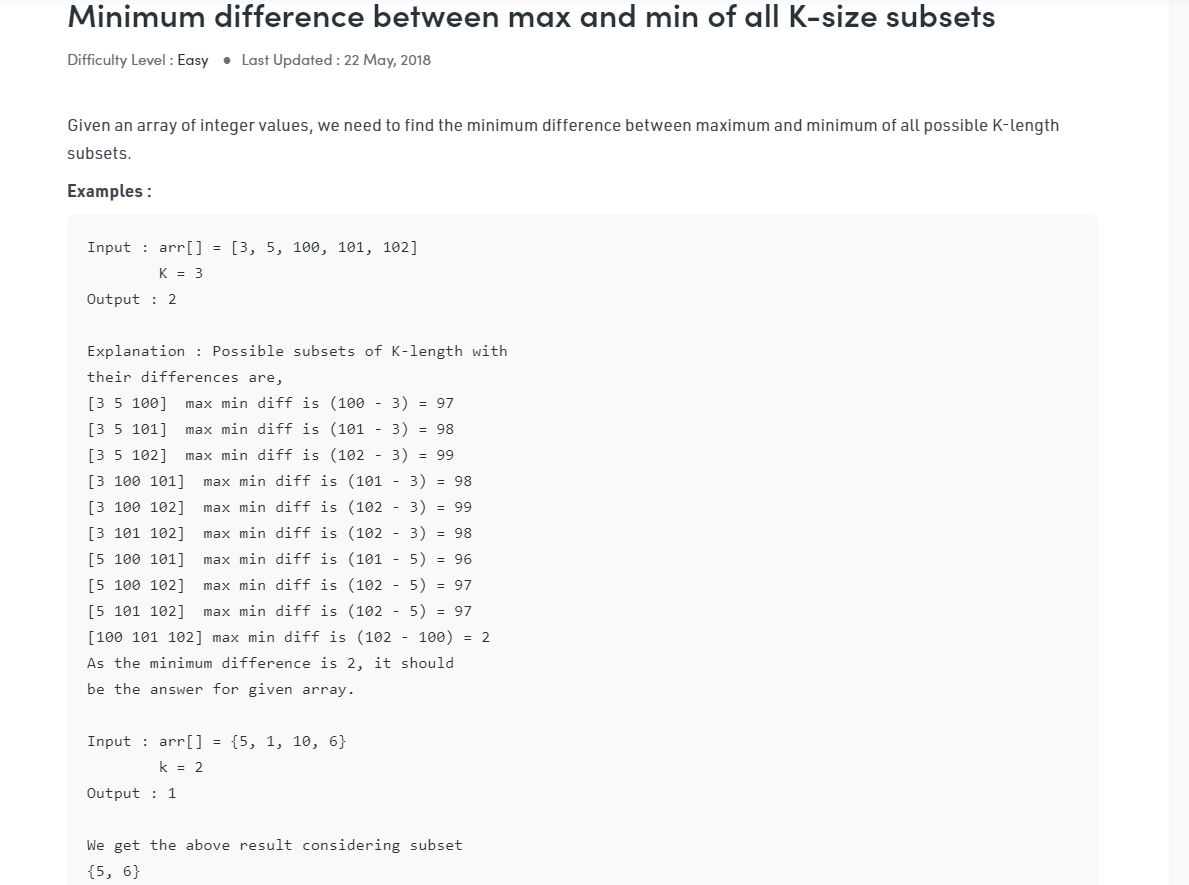 Minimum difference between max and min of all K-size subsets
Difficulty Level : Easy • Last Updated : 22 May, 2018
Given an array of integer values, we need to find the minimum difference between maximum and minimum of all possible K-length
subsets.
Examples :
Input : arr[] = [3, 5, 100, 101, 102]
K = 3
Output : 2
Explanation : Possible subsets of K-length with
their differences are,
[3 5 100] max min diff is (100 - 3) = 97
[3 5 101] max min diff is (101 - 3) = 98
[3 5 102] max min diff is (102 - 3) = 99
[3 100 101] max min diff is (101 - 3) = 98
[3 100 102] max min diff is (102 - 3) = 99
[3 101 102] max min diff is (102 - 3) = 98
[5 100 101] max min diff is (101 - 5) = 96
[5 100 102] max min diff is (102 - 5) = 97
[5 101 102] max min diff is (102 - 5) = 97
[100 101 102] max min diff is (102 - 100) = 2
As the minimum difference is 2, it should
be the answer for given array.
Input : arr[] = {5, 1, 10, 6}
k = 2
Output : 1
We get the above result considering subset
{5, 6}